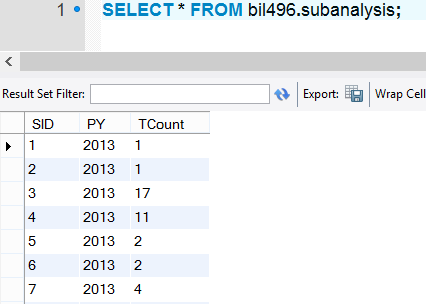 1 SELECT * FROM bil496.subanalysis;
Result Set Filter: Export: Wrap Cell
SID PY TCount
1 2013 1
2 2013 1
3 2013 17
4 2013 11
5 2013 2
6 2013 2
7 2013 4